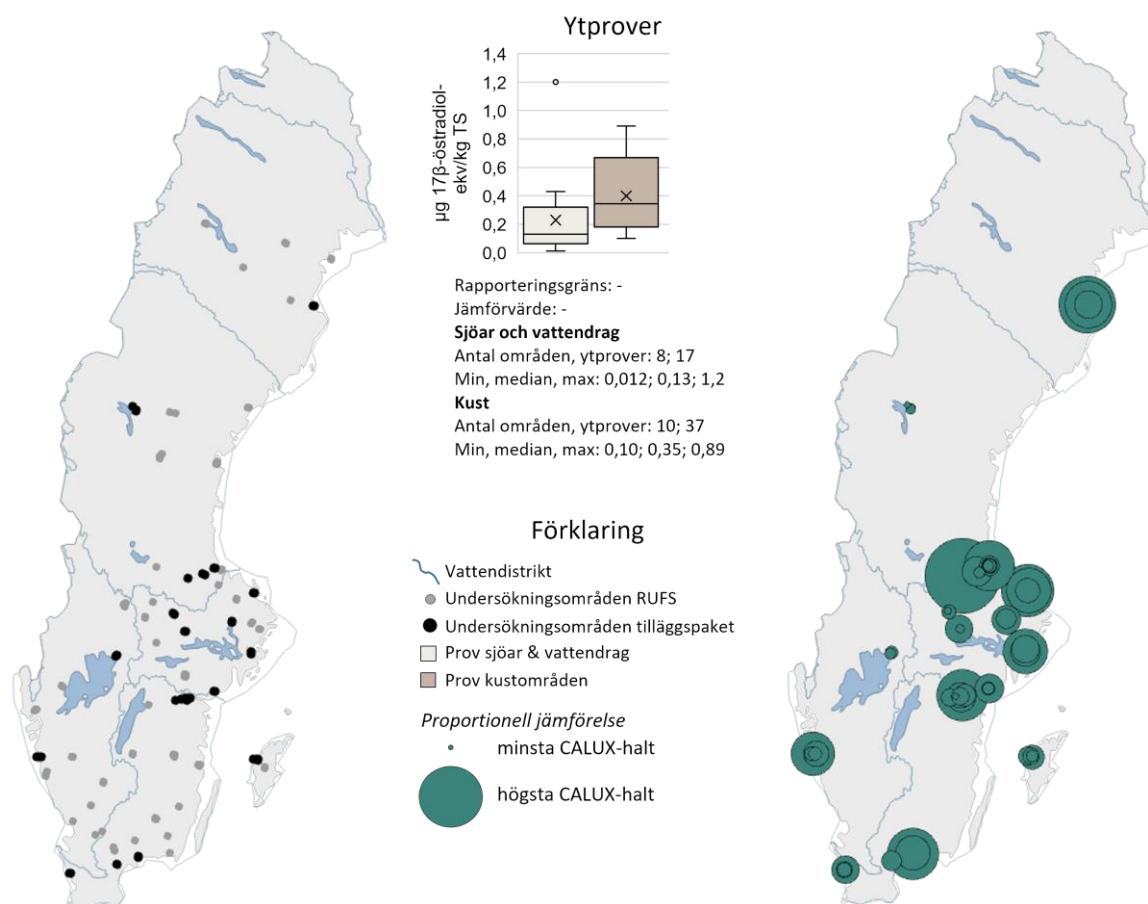 Ytprover
µg 17β-östradiol-
ekv/kg TS
1,4
1,2
1,0
0,8
0,6
0,4
0,2
0,0
Rapporteringsgräns: -
Jämförvärde: -
Sjöar och vattendrag
Antal områden, ytprover: 8; 17
Min, median, max: 0,012; 0,13; 1,2
Kust
Antal områden, ytprover: 10; 37
Min, median, max: 0,10; 0,35; 0,89
Förklaring
Vattendistrikt
Undersökningsområden RUFS
Undersökningsområden tilläggspaket
Prov sjöar & vattendrag
Prov kustområden
Proportionell jämförelse
minsta CALUX-halt
högsta CALUX-halt